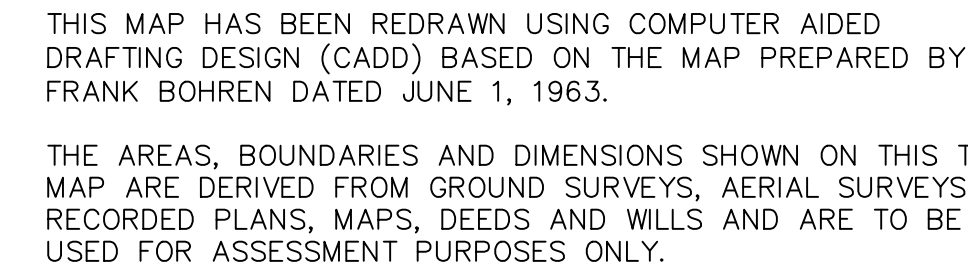 THIS MAP HAS BEEN REDRAWN USING COMPUTER AIDED
DRAFTING DESIGN (CADD) BASED ON THE MAP PREPARED BY
FRANK BOHREN DATED JUNE 1, 1963.
THE AREAS, BOUNDARIES AND DIMENSIONS SHOWN ON THIS
MAP ARE DERIVED FROM GROUND SURVEYS, AERIAL SURVEYS
RECORDED PLANS, MAPS, DEEDS AND WILLS AND ARE TO BE
USED FOR ASSESSMENT PURPOSES ONLY.